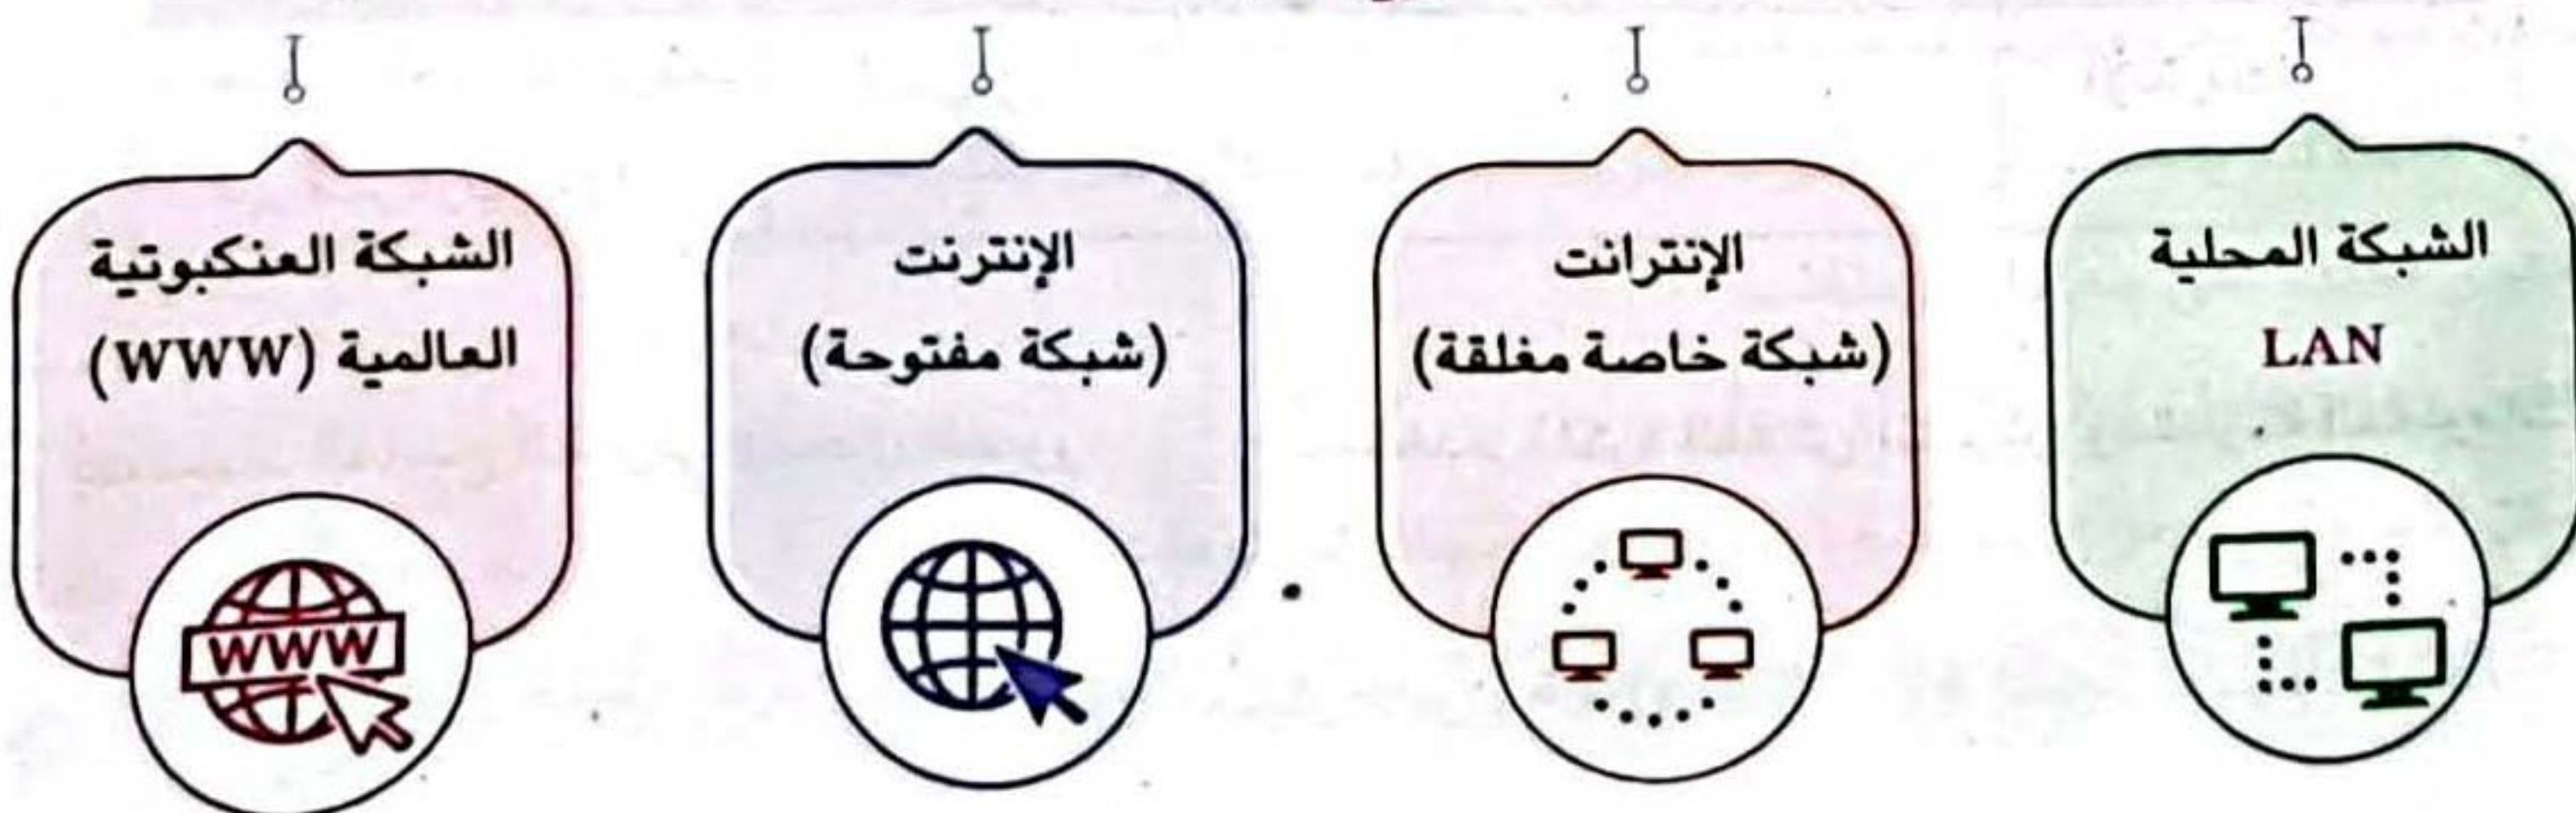 الشبكة المحلية
LAN
الإنترانت
(شبكة خاصة مغلقة)
الإنترنت
(شبكة مفتوحة)
الشبكة العنكبوتية
العالمية (WWW)
WWW